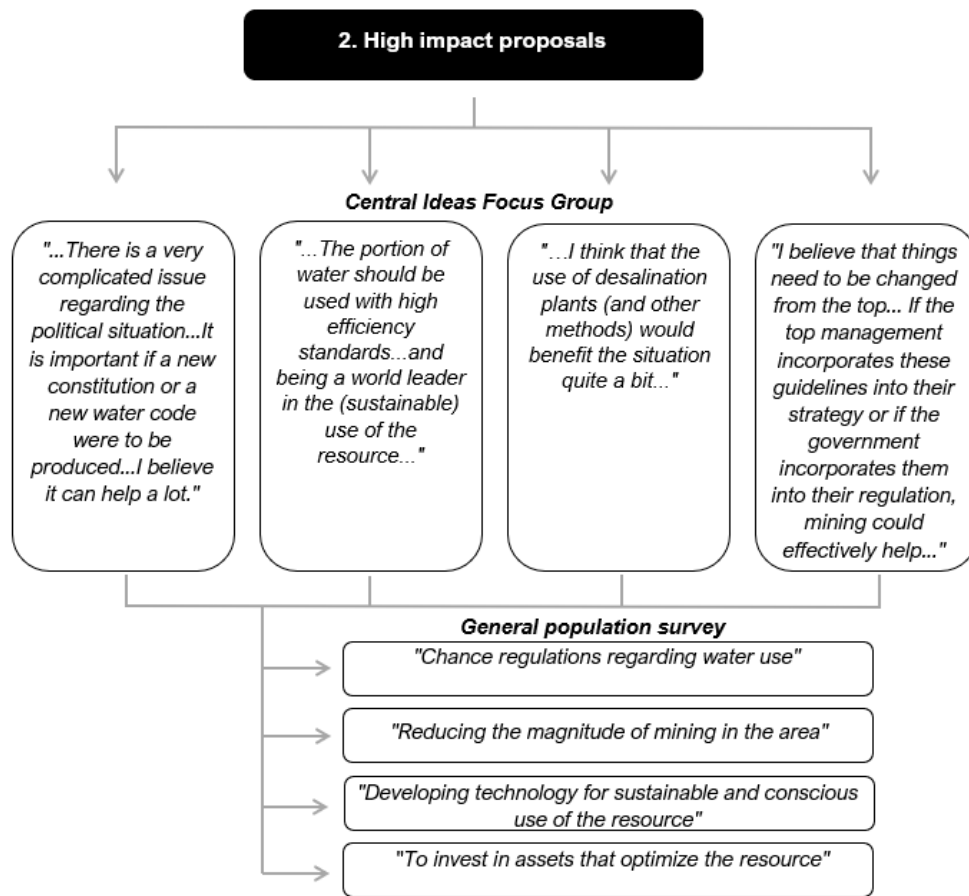 2. High impact proposals
Central Ideas Focus Group
"...There is a very
complicated issue
regarding the
political situation...It
is important if a new
constitution or a
new water code
were to be
produced...I believe
it can help a lot."
"...The portion of
water should be
used with high
efficiency
standards...and
being a world leader
in the (sustainable)
use of the
resource..."
"...I think that the
use of desalination
plants (and other
methods) would
benefit the situation
quite a bit..."
"I believe that things
need to be changed
from the top... If the
top management
incorporates these
guidelines into their
strategy or if the
government
incorporates them
into their regulation,
mining could
effectively help..."
General population survey
"Chance regulations regarding water use"
"Reducing the magnitude of mining in the area"
"Developing technology for sustainable and conscious
use of the resource"
"To invest in assets that optimize the resource"